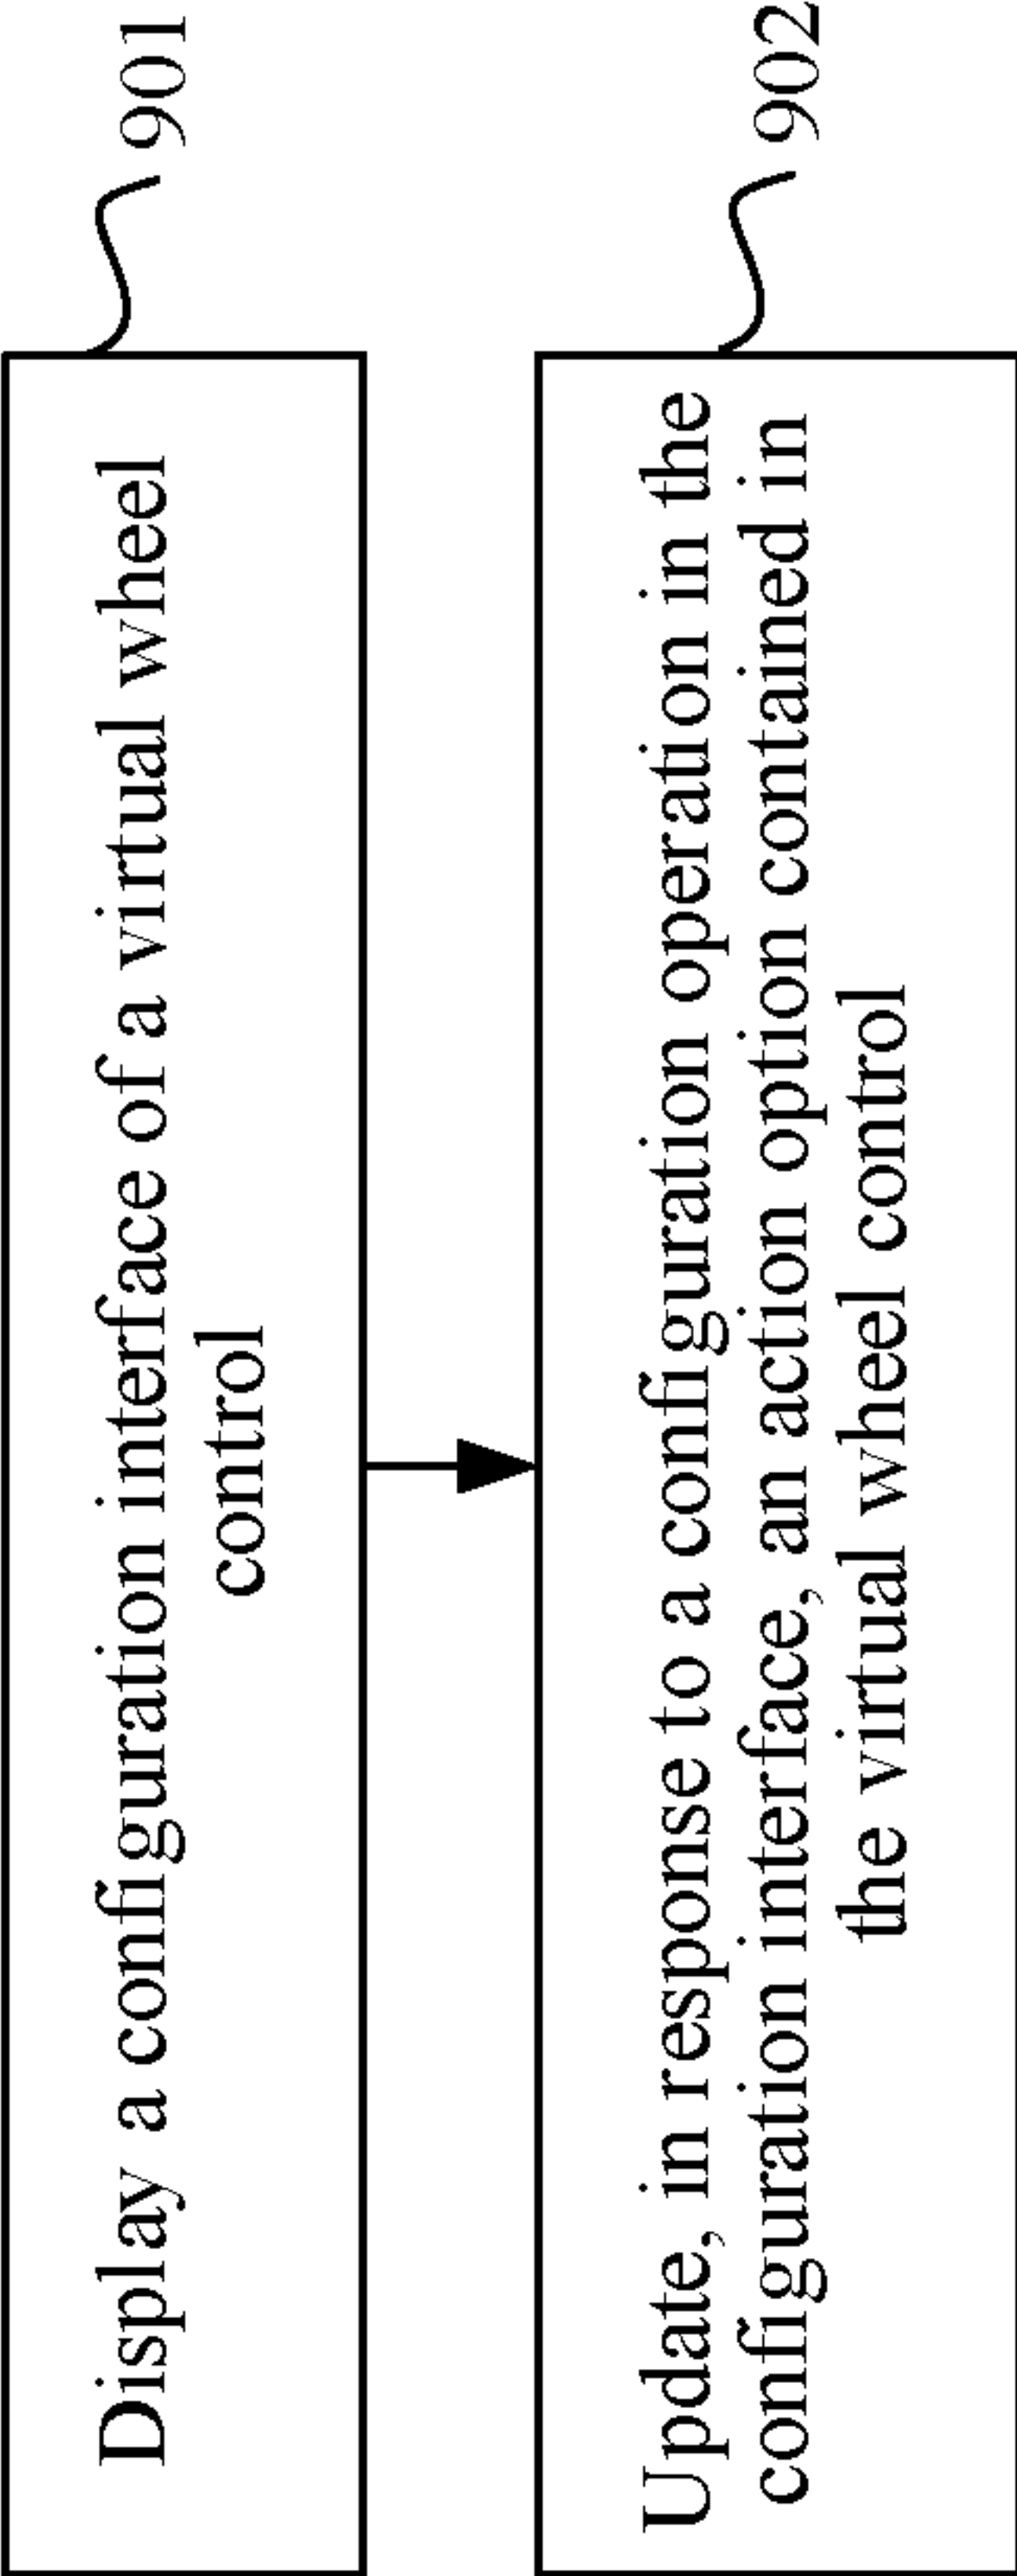 Display a configuration interface of a virtual wheel
control
901
Update, in response to a configuration operation in the
configuration interface, an action option contained in
the virtual wheel control
902